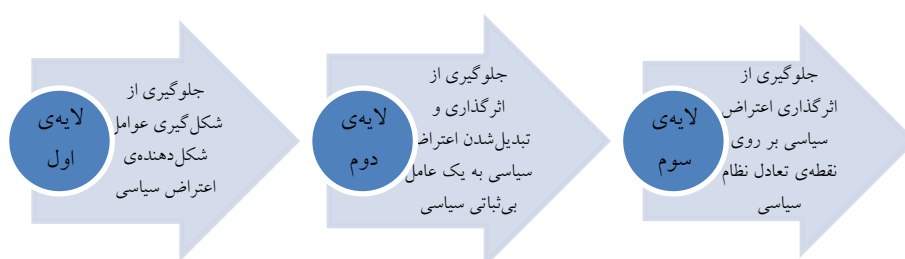 لایه‌ی
اول
جلوگیری از
شکل‌گیری عوامل
شکل‌دهنده‌ی
اعتراض سیاسی
لایه‌ی
دوم
جلوگیری از
اثرگذاری و
تبدیل‌شدن اعتراض
سیاسی به یک عامل
بی‌ثباتی سیاسی
لایه‌ی
سوم
جلوگیری از
اثرگذاری اعتراض
سیاسی بر روی
نقطه‌ی تعادل نظام
سیاسی